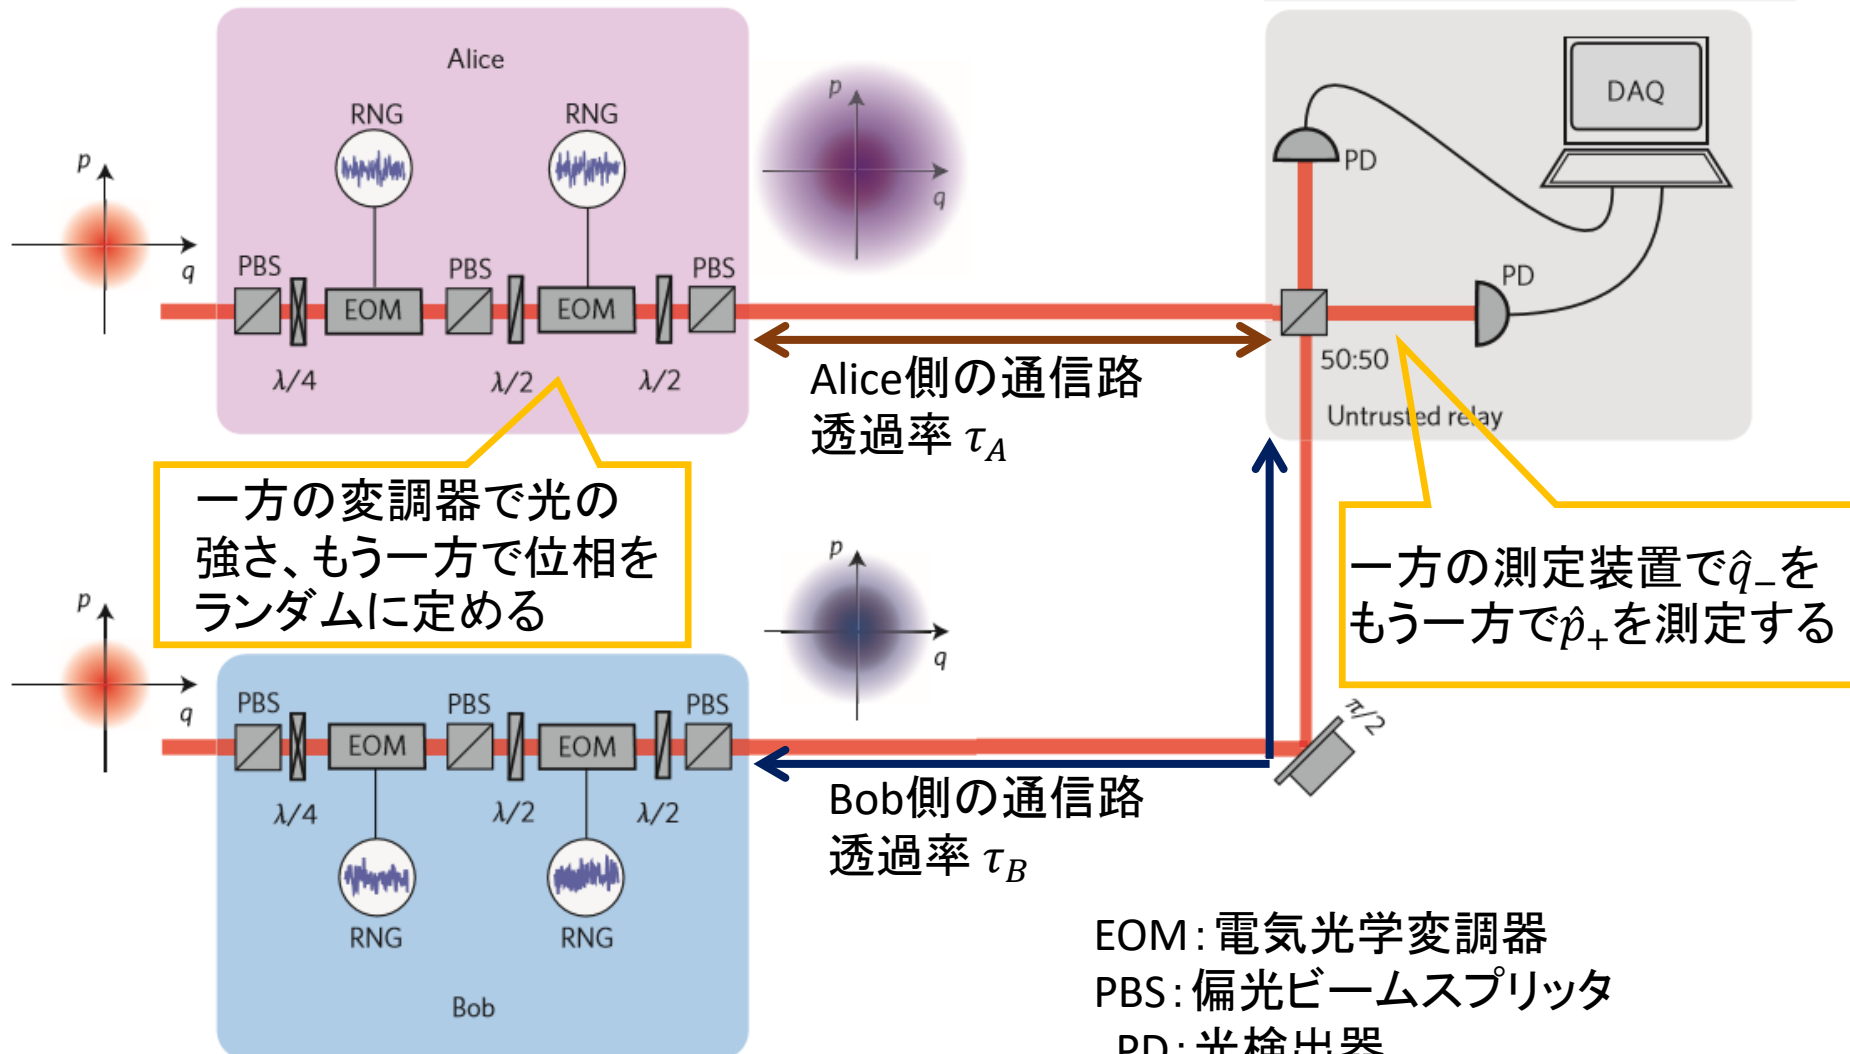 Alice
RNG RNG
p
q
PBS PBS PBS
EOM EOM
λ/4 λ/2 λ/2
p
q
DAQ
PD
PD
50:50
Untrusted relay
Alice側の通信路
透過率 τ_A
一方の変調器で光の
強さ、もう一方で位相を
ランダムに定める
一方の測定装置でq̂₋を
もう一方でp̂₊を測定する
p
q
PBS PBS PBS
EOM EOM
λ/4 λ/2 λ/2
RNG RNG
Bob
p
q
π/2
Bob側の通信路
透過率 τ_B
EOM：電気光学変調器
PBS：偏光ビームスプリッタ
PD：光検出器